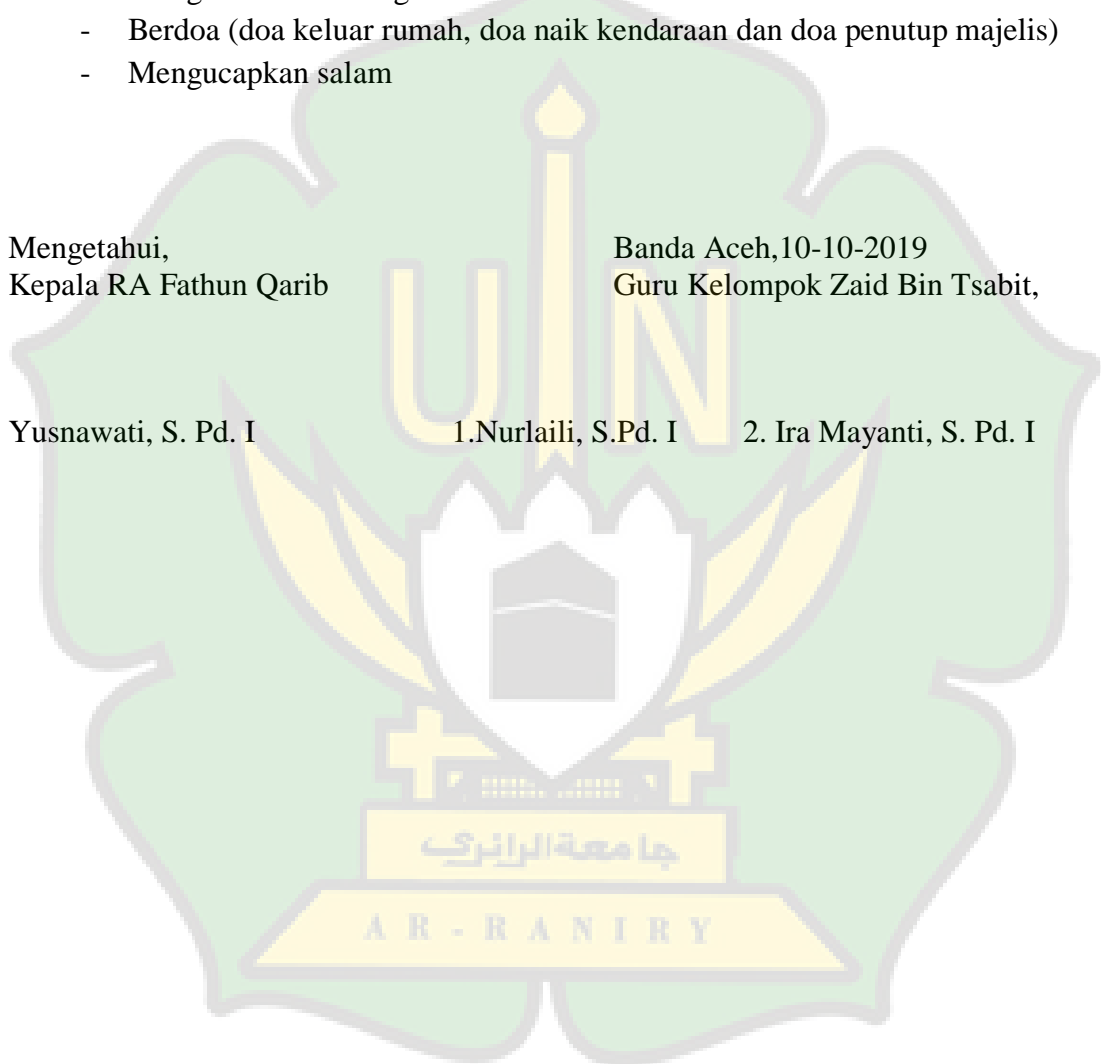 - Berdoa (doa keluar rumah, doa naik kendaraan dan doa penutup majelis)
- Mengucapkan salam
Mengetahui, Banda Aceh,10-10-2019
Kepala RA Fathun Qarib Guru Kelompok Zaid Bin Tsabit,
Yusnawati, S. Pd. I 1.Nurlaili, S.Pd. I 2. Ira Mayanti, S. Pd. I
UIN
جامعة الرانري
AR-RANIRY